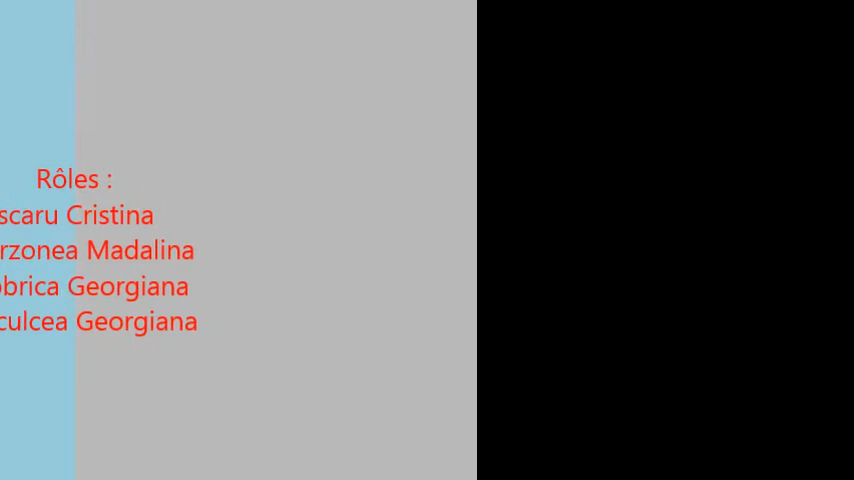 Rôles :
scaru Cristina
rzonea Madalina
brica Georgiana
culcea Georgiana